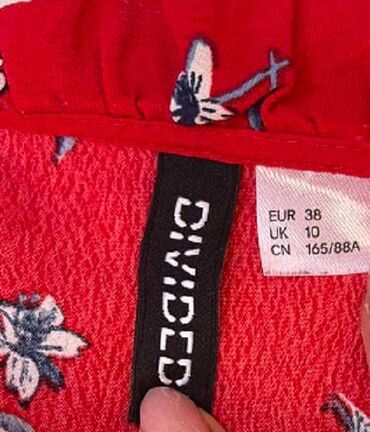 DIVIDED
EUR 38
UK 10
CN 165/88A